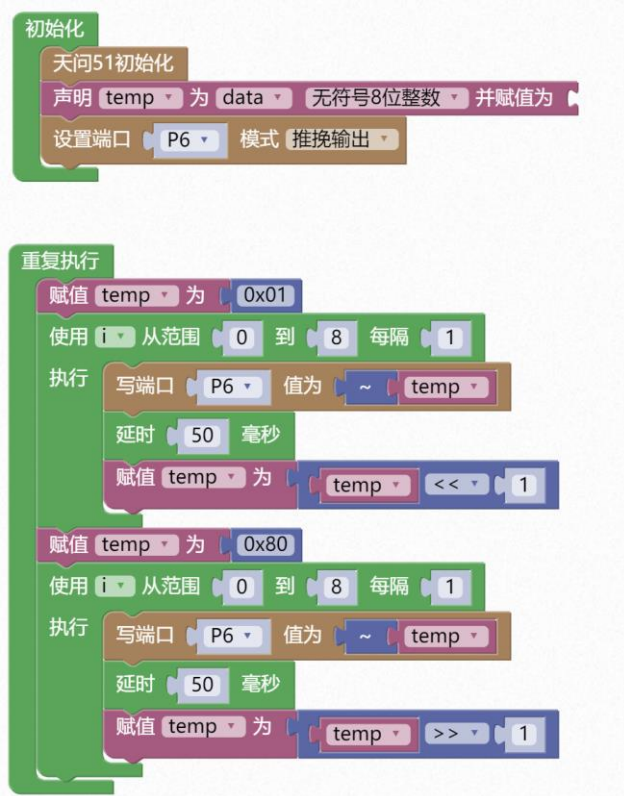 初始化
天问51初始化
声明 temp 为 data 无符号8位整数 并赋值为
设置端口 P6 模式 推挽输出
重复执行
赋值 temp 为 0x01
使用 i 从范围 0 到 8 每隔 1
执行 写端口 P6 值为 ~ temp
延时 50 毫秒
赋值 temp 为 temp << 1
赋值 temp 为 0x80
使用 i 从范围 0 到 8 每隔 1
执行 写端口 P6 值为 ~ temp
延时 50 毫秒
赋值 temp 为 temp >> 1